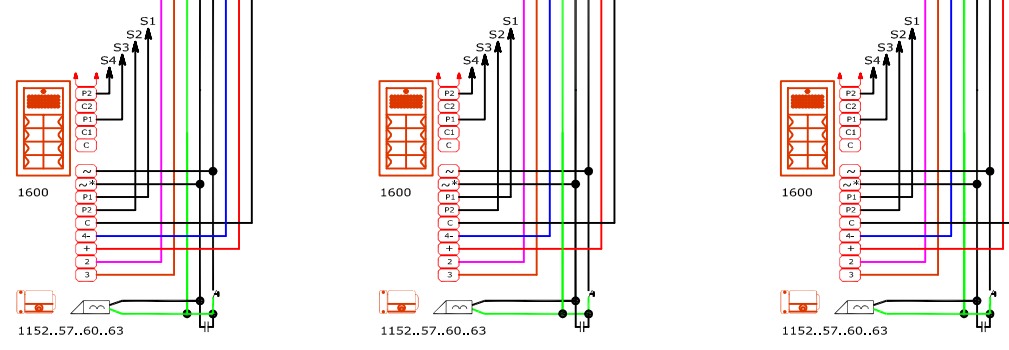 S1 S1 S1
S2 S2 S2
S3 S3 S3
S4 S4 S4
P2 P2 P2
C2 C2 C2
P1 P1 P1
C1 C1 C1
C C C
~ ~ ~
1600 ~* 1600 ~* 1600 ~*
P1 P1 P1
P2 P2 P2
C C C
4- 4- 4-
+ + +
2 2 2
3 3 3
1152..57..60..63 1152..57..60..63 1152..57..60..63